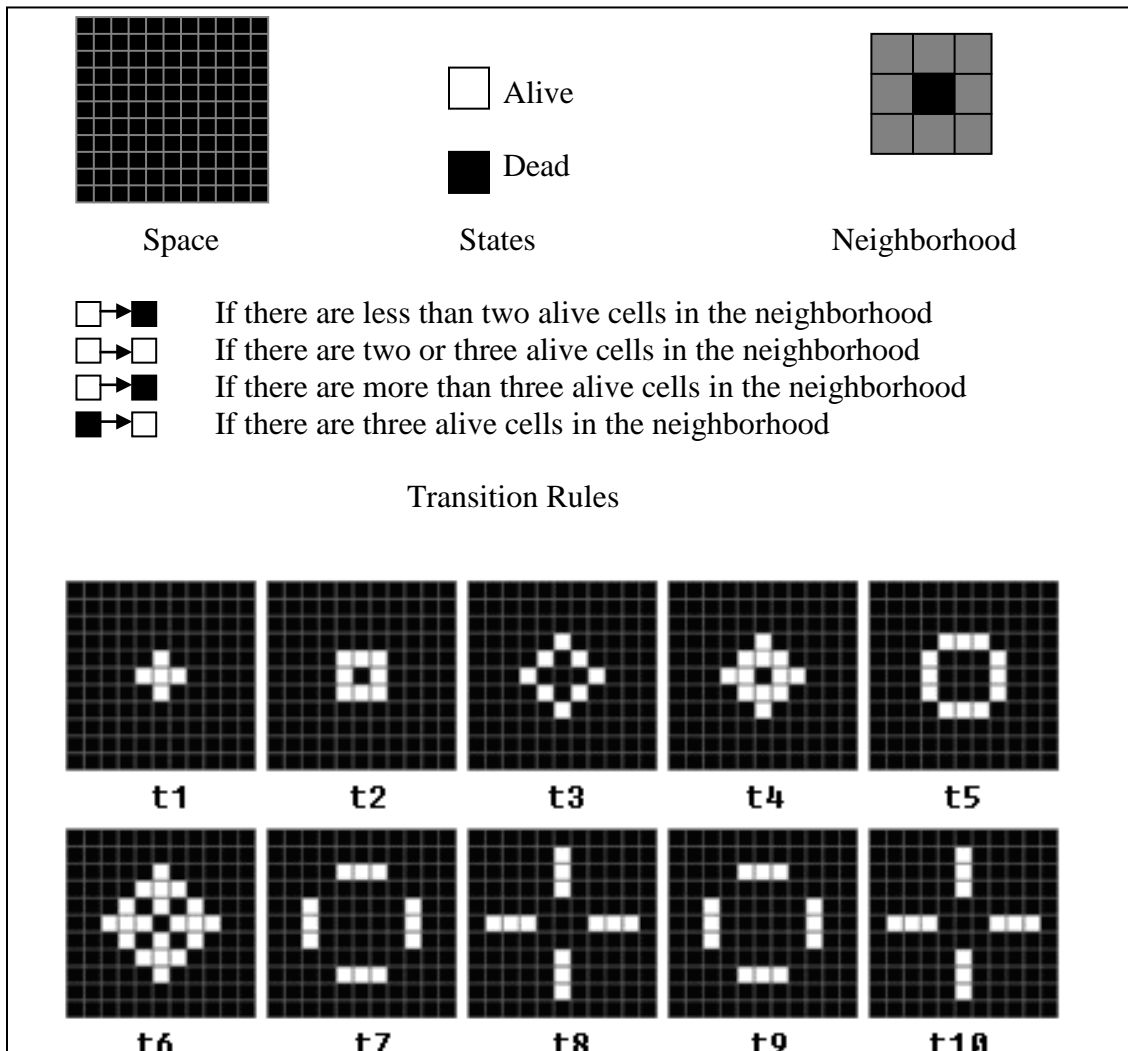 Alive
Dead
Space States Neighborhood
If there are less than two alive cells in the neighborhood
If there are two or three alive cells in the neighborhood
If there are more than three alive cells in the neighborhood
If there are three alive cells in the neighborhood
Transition Rules
t1 t2 t3 t4 t5
t6 t7 t8 t9 t10